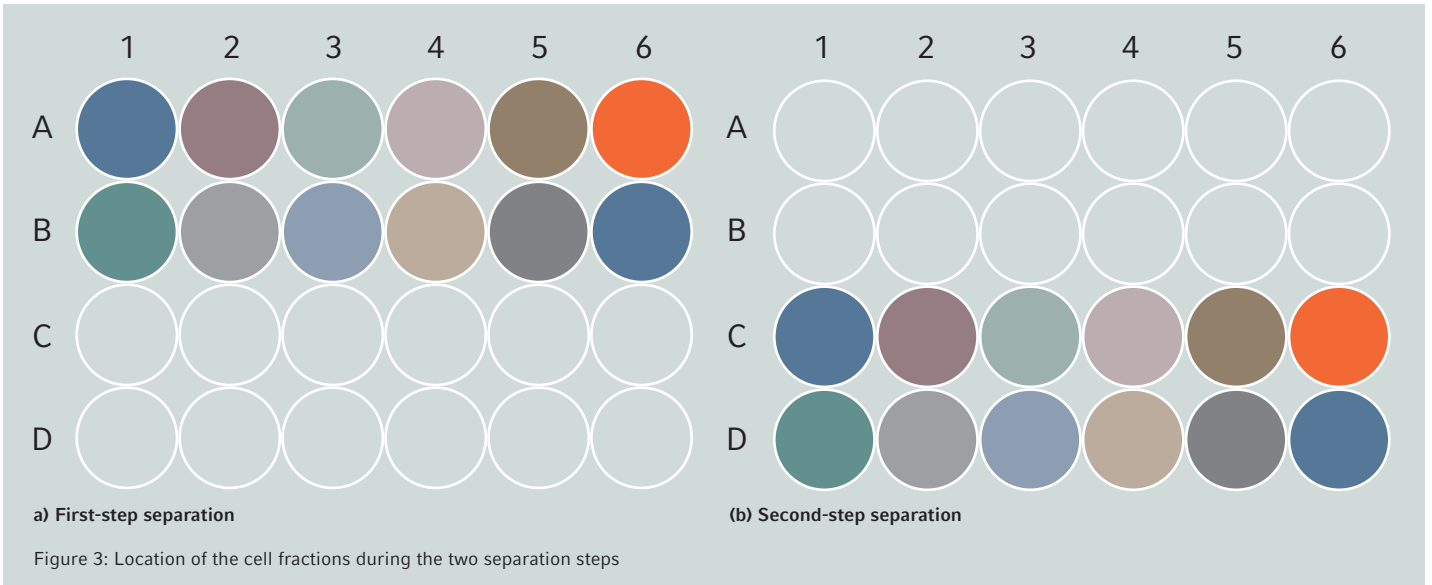 1 2 3 4 5 6
A
B
C
D
a) First-step separation
1 2 3 4 5 6
A
B
C
D
(b) Second-step separation
Figure 3: Location of the cell fractions during the two separation steps